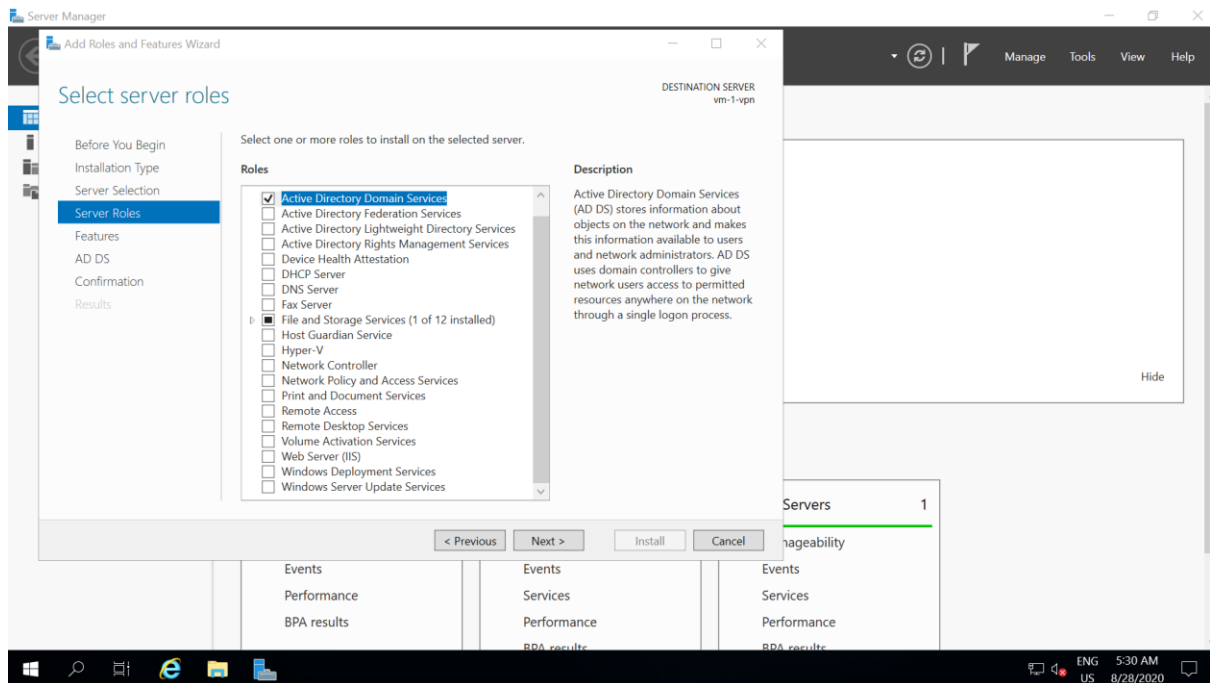 Server Manager
Add Roles and Features Wizard
Manage Tools View Help
Select server roles
DESTINATION SERVER
vm-1-vpn
Before You Begin
Installation Type
Server Selection
Server Roles
Features
AD DS
Confirmation
Results
Select one or more roles to install on the selected server.
Roles
Active Directory Domain Services
Active Directory Federation Services
Active Directory Lightweight Directory Services
Active Directory Rights Management Services
Device Health Attestation
DHCP Server
DNS Server
Fax Server
File and Storage Services (1 of 12 installed)
Host Guardian Service
Hyper-V
Network Controller
Network Policy and Access Services
Print and Document Services
Remote Access
Remote Desktop Services
Volume Activation Services
Web Server (IIS)
Windows Deployment Services
Windows Server Update Services
Description
Active Directory Domain Services
(AD DS) stores information about
objects on the network and makes
this information available to users
and network administrators. AD DS
uses domain controllers to give
network users access to permitted
resources anywhere on the network
through a single logon process.
Hide
< Previous Next > Install Cancel
Servers 1
nageability
Events
Performance
BPA results
Events
Services
Performance
BPA results
Events
Services
Performance
BPA results
ENG
US
5:30 AM
8/28/2020